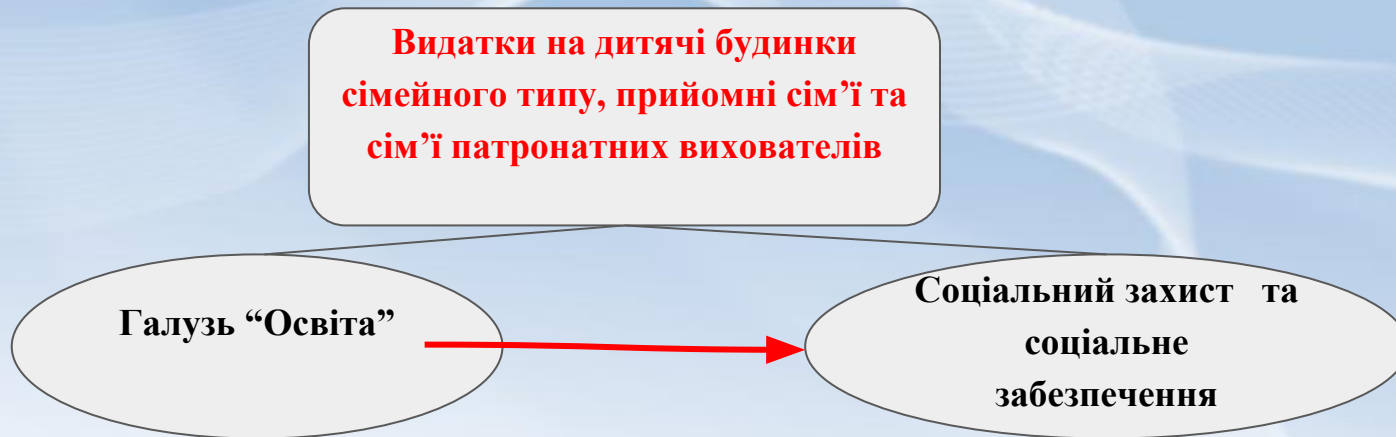 Видатки на дитячі будинки
сімейного типу, прийомні сім’ї та
сім’ї патронатних вихователів
Галузь “Освіта”
Соціальний захист та
соціальне
забезпечення